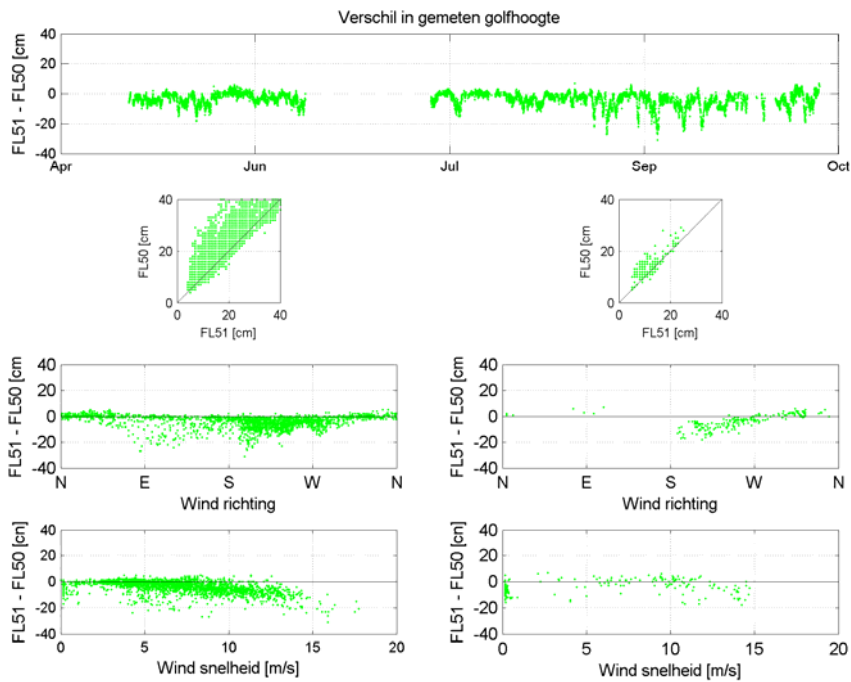 Verschil in gemeten golfhoogte
FL51 - FL50 [cm
40
20
0
-20
-40
Apr Jun Jul Sep Oct
FL50 [cm
40
20
0
0 20 40
FL51 [cm]
FL50 [cm
40
20
0
0 20 40
FL51 [cm]
FL51 - FL50 [cm
40
20
0
-20
-40
N E S W N
Wind richting
FL51 - FL50 [cm
40
20
0
-20
-40
N E S W N
Wind richting
FL51 - FL50 [cn]
40
20
0
-20
-40
0 5 10 15 20
Wind snelheid [m/s]
FL51 - FL50 [cn]
40
20
0
-20
-40
0 5 10 15 20
Wind snelheid [m/s]